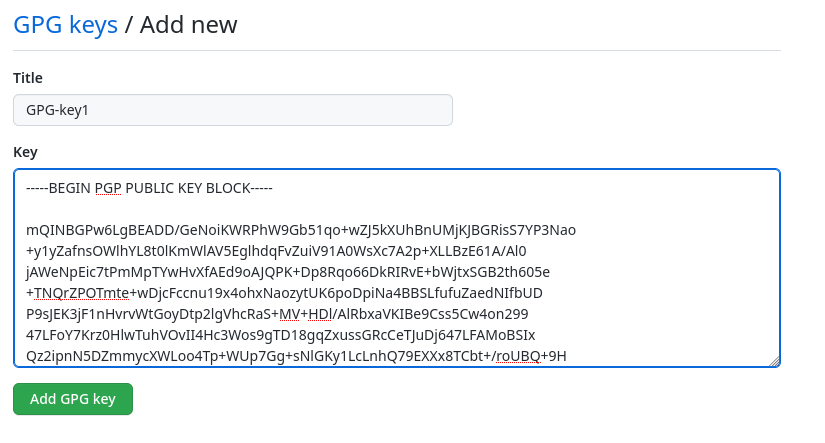 GPG keys / Add new
Title
GPG-key1
Key
-----BEGIN PGP PUBLIC KEY BLOCK-----
mQINBGPw6LgBEADD/GeNoiKWRPhW9Gb51qo+wZJ5kXUhBnUMjKJBGRisS7YP3Nao
+y1yZafnsOWlhYL8t0lKmWlAV5EglhdqFvZuiV91A0WsXc7A2p+XLLBzE61A/Al0
jAWeNpEic7tPmMpTYwHvXfAEd9oAJQPK+Dp8Rqo66DkRIRvE+bWjtxSGB2th605e
+TNQrZPOTmte+wDjcFccnu19x4ohxNaozytUK6poDpiNa4BBSLfufuZaedNIfbUD
P9sJEK3jF1nHvrvWtGoyDtp2lgVhcRaS+MV+HDl/AlRbxaVKIBe9Css5Cw4on299
47LFoY7Krz0HlwTuhVOvII4Hc3Wos9gTD18gqZxussGRcCeTJuDj647LFAMoBSIx
Qz2ipnN5DZmmycXWLoo4Tp+WUp7Gg+sNlGKy1LcLnhQ79EXXx8TCbt+/roUBQ+9H
Add GPG key